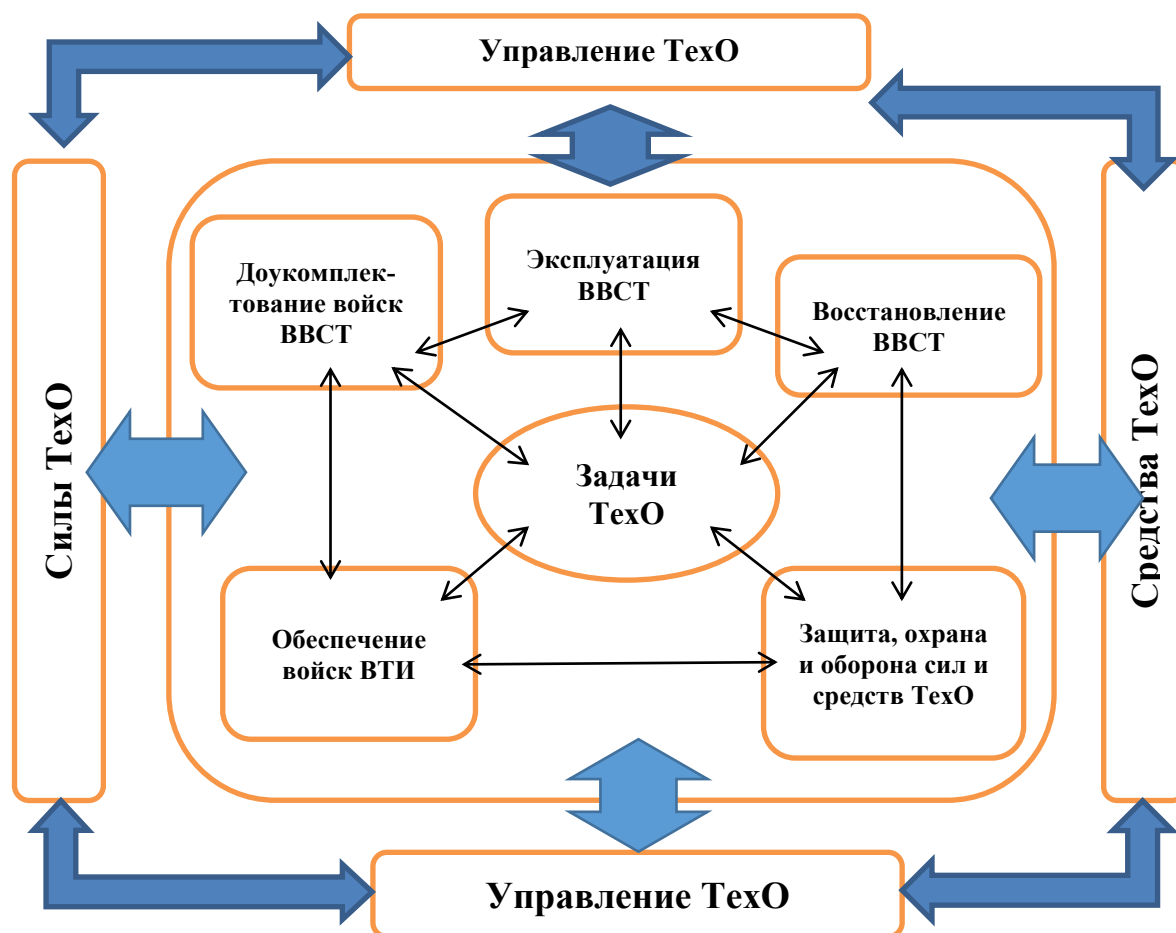 Управление ТехО
Силы ТехО
Доукомплек-
тование войск
ВВСТ
Эксплуатация
ВВСТ
Восстановление
ВВСТ
Задачи
ТехО
Обеспечение
войск ВТИ
Защита, охрана
и оборона сил и
средств ТехО
Средства ТехО
Управление ТехО